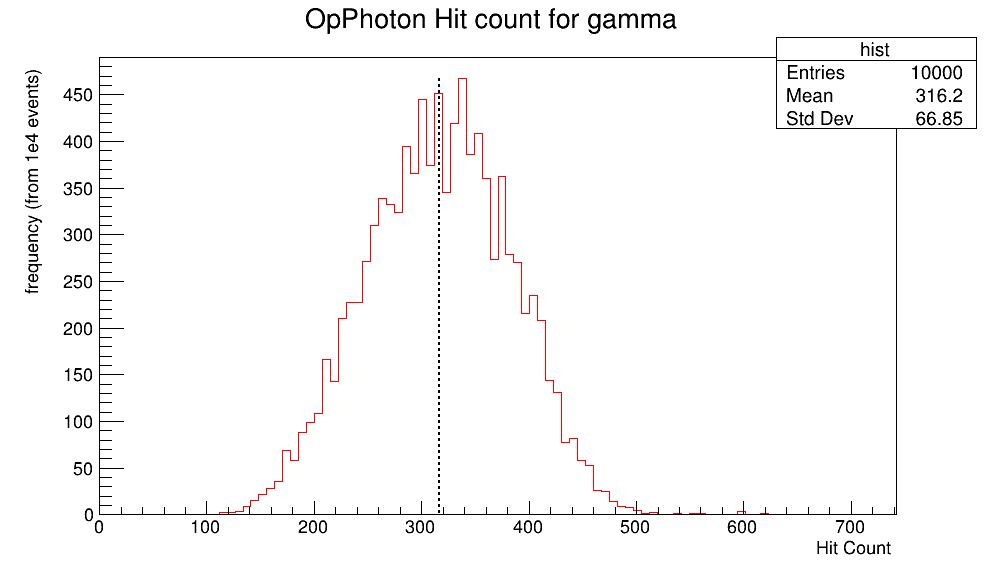 OpPhoton Hit count for gamma
hist
Entries 10000
Mean 316.2
Std Dev 66.85
frequency (from 1e4 events)
450
400
350
300
250
200
150
100
50
0
0 100 200 300 400 500 600 700
Hit Count